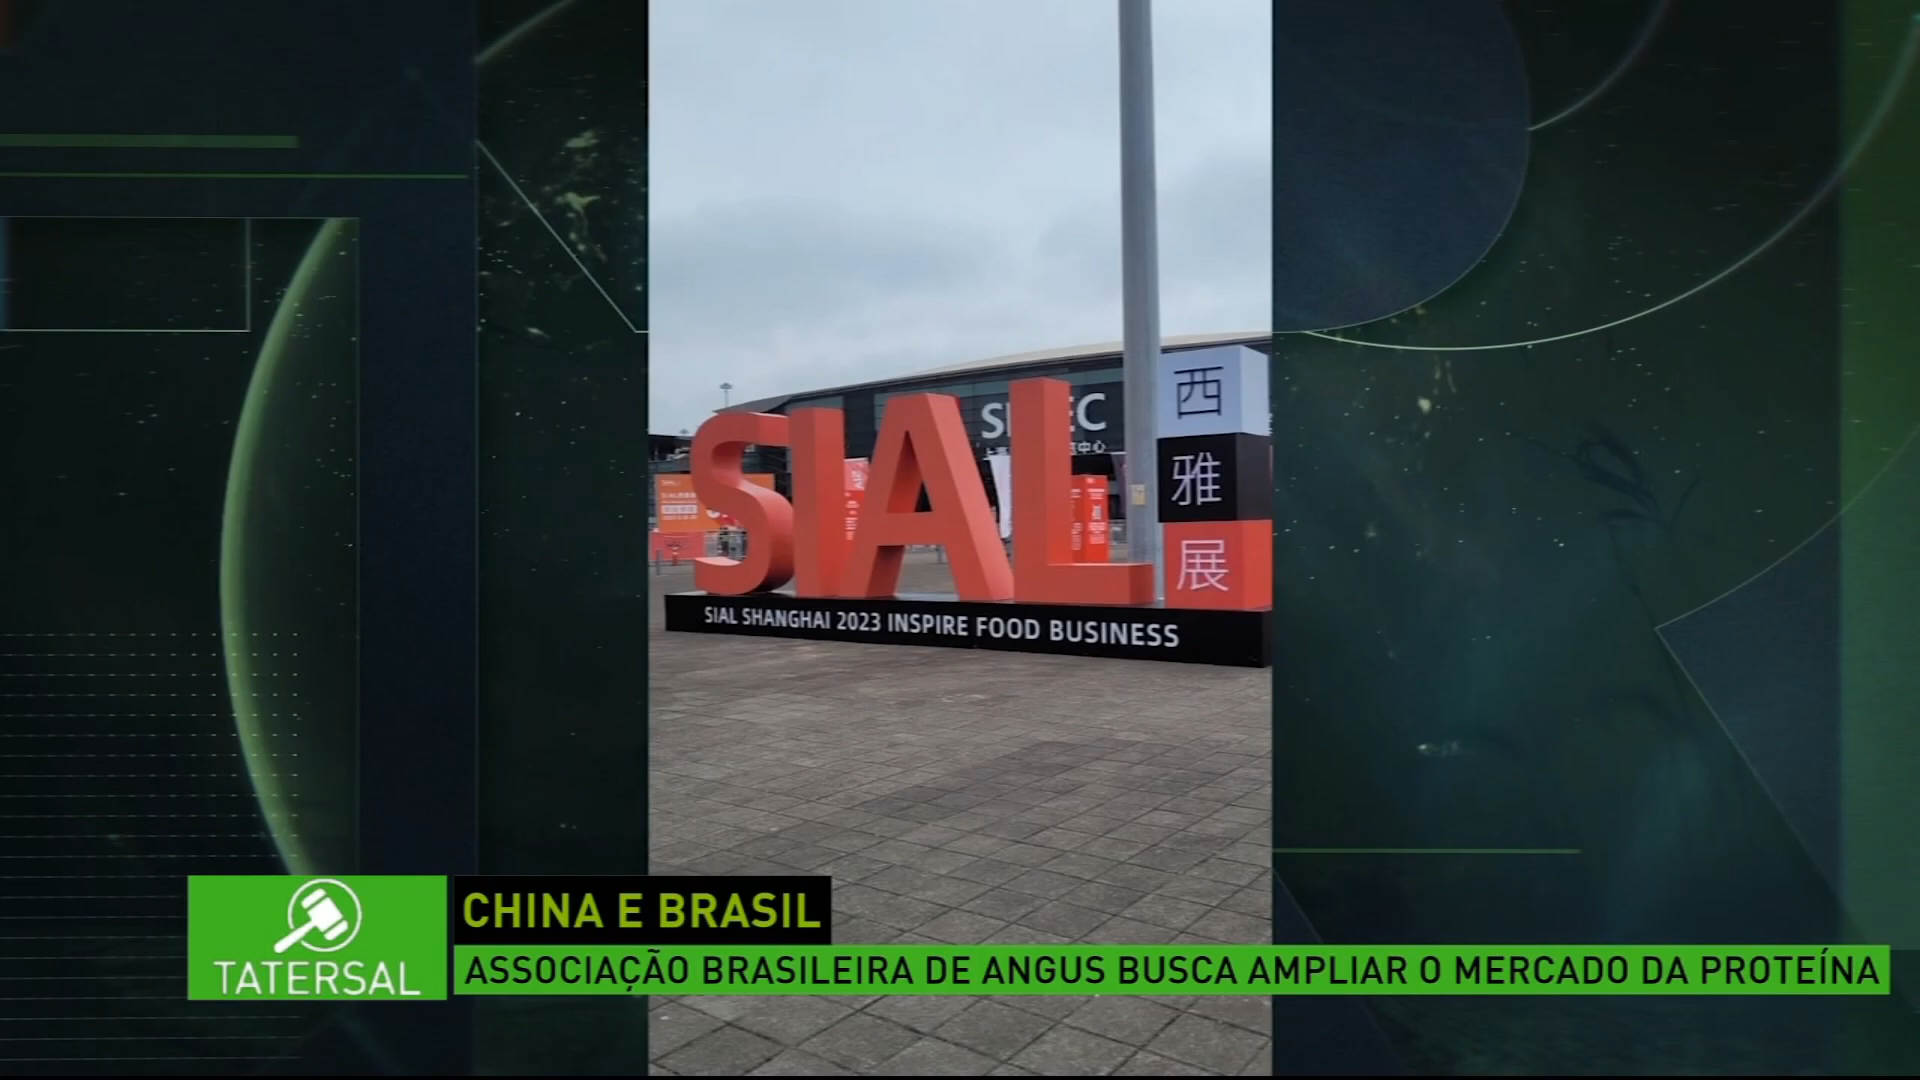 SIAL
西
雅
展
SIAL SHANGHAI 2023 INSPIRE FOOD BUSINESS
CHINA E BRASIL
TATERSAL
ASSOCIAÇÃO BRASILEIRA DE ANGUS BUSCA AMPLIAR O MERCADO DA PROTEÍNA